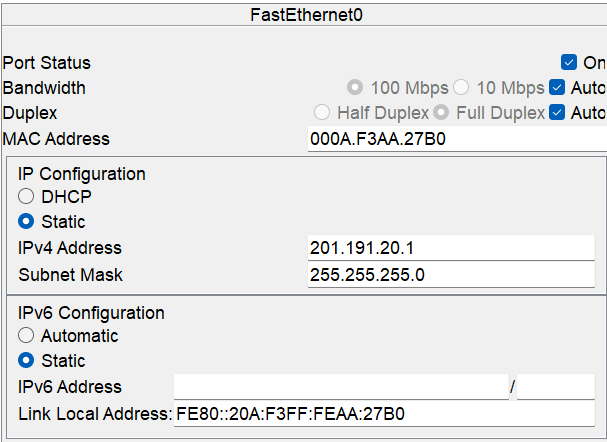 FastEthernet0
Port Status On
Bandwidth 100 Mbps 10 Mbps Auto
Duplex Half Duplex Full Duplex Auto
MAC Address 000A.F3AA.27B0
IP Configuration
DHCP
Static
IPv4 Address 201.191.20.1
Subnet Mask 255.255.255.0
IPv6 Configuration
Automatic
Static
IPv6 Address /
Link Local Address: FE80::20A:F3FF:FEAA:27B0